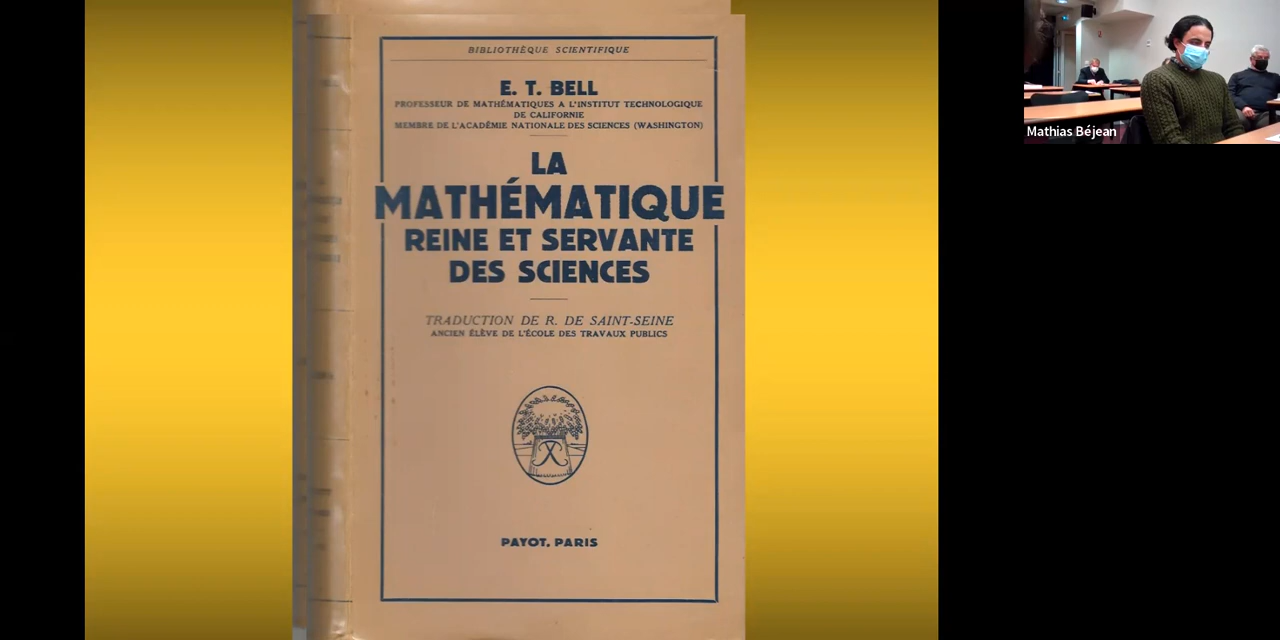 BIBLIOTHÈQUE SCIENTIFIQUE
E. T. BELL
PROFESSEUR DE MATHÉMATIQUES A L'INSTITUT TECHNOLOGIQUE
DE CALIFORNIE
MEMBRE DE L'ACADÉMIE NATIONALE DES SCIENCES (WASHINGTON)
LA
MATHÉMATIQUE
REINE ET SERVANTE
DES SCIENCES
TRADUCTION DE R. DE SAINT-SEINE
ANCIEN ÉLÈVE DE L'ÉCOLE DES TRAVAUX PUBLICS
PAYOT, PARIS
Mathias Béjean